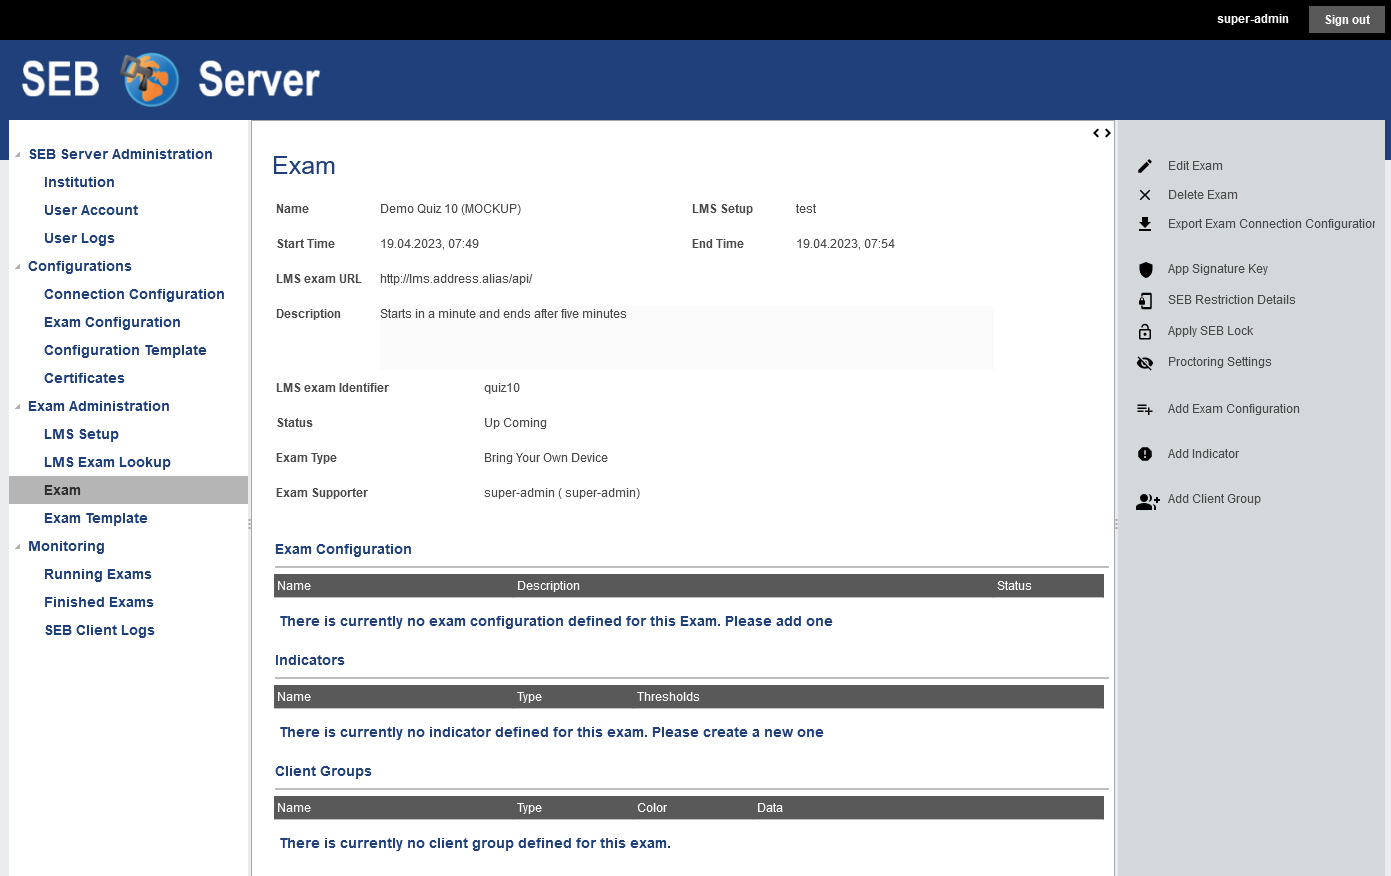 super-admin
Sign out
SEB Server
SEB Server Administration
Institution
User Account
User Logs
Configurations
Connection Configuration
Exam Configuration
Configuration Template
Certificates
Exam Administration
LMS Setup
LMS Exam Lookup
Exam
Exam Template
Monitoring
Running Exams
Finished Exams
SEB Client Logs
Exam
Name Demo Quiz 10 (MOCKUP) LMS Setup test
Start Time 19.04.2023, 07:49 End Time 19.04.2023, 07:54
LMS exam URL http://lms.address.alias/api/
Description Starts in a minute and ends after five minutes
LMS exam Identifier quiz10
Status Up Coming
Exam Type Bring Your Own Device
Exam Supporter super-admin ( super-admin)
Exam Configuration
Name Description Status
There is currently no exam configuration defined for this Exam. Please add one
Indicators
Name Type Thresholds
There is currently no indicator defined for this exam. Please create a new one
Client Groups
Name Type Color Data
There is currently no client group defined for this exam.
Edit Exam
Delete Exam
Export Exam Connection Configuration
App Signature Key
SEB Restriction Details
Apply SEB Lock
Proctoring Settings
Add Exam Configuration
Add Indicator
Add Client Group